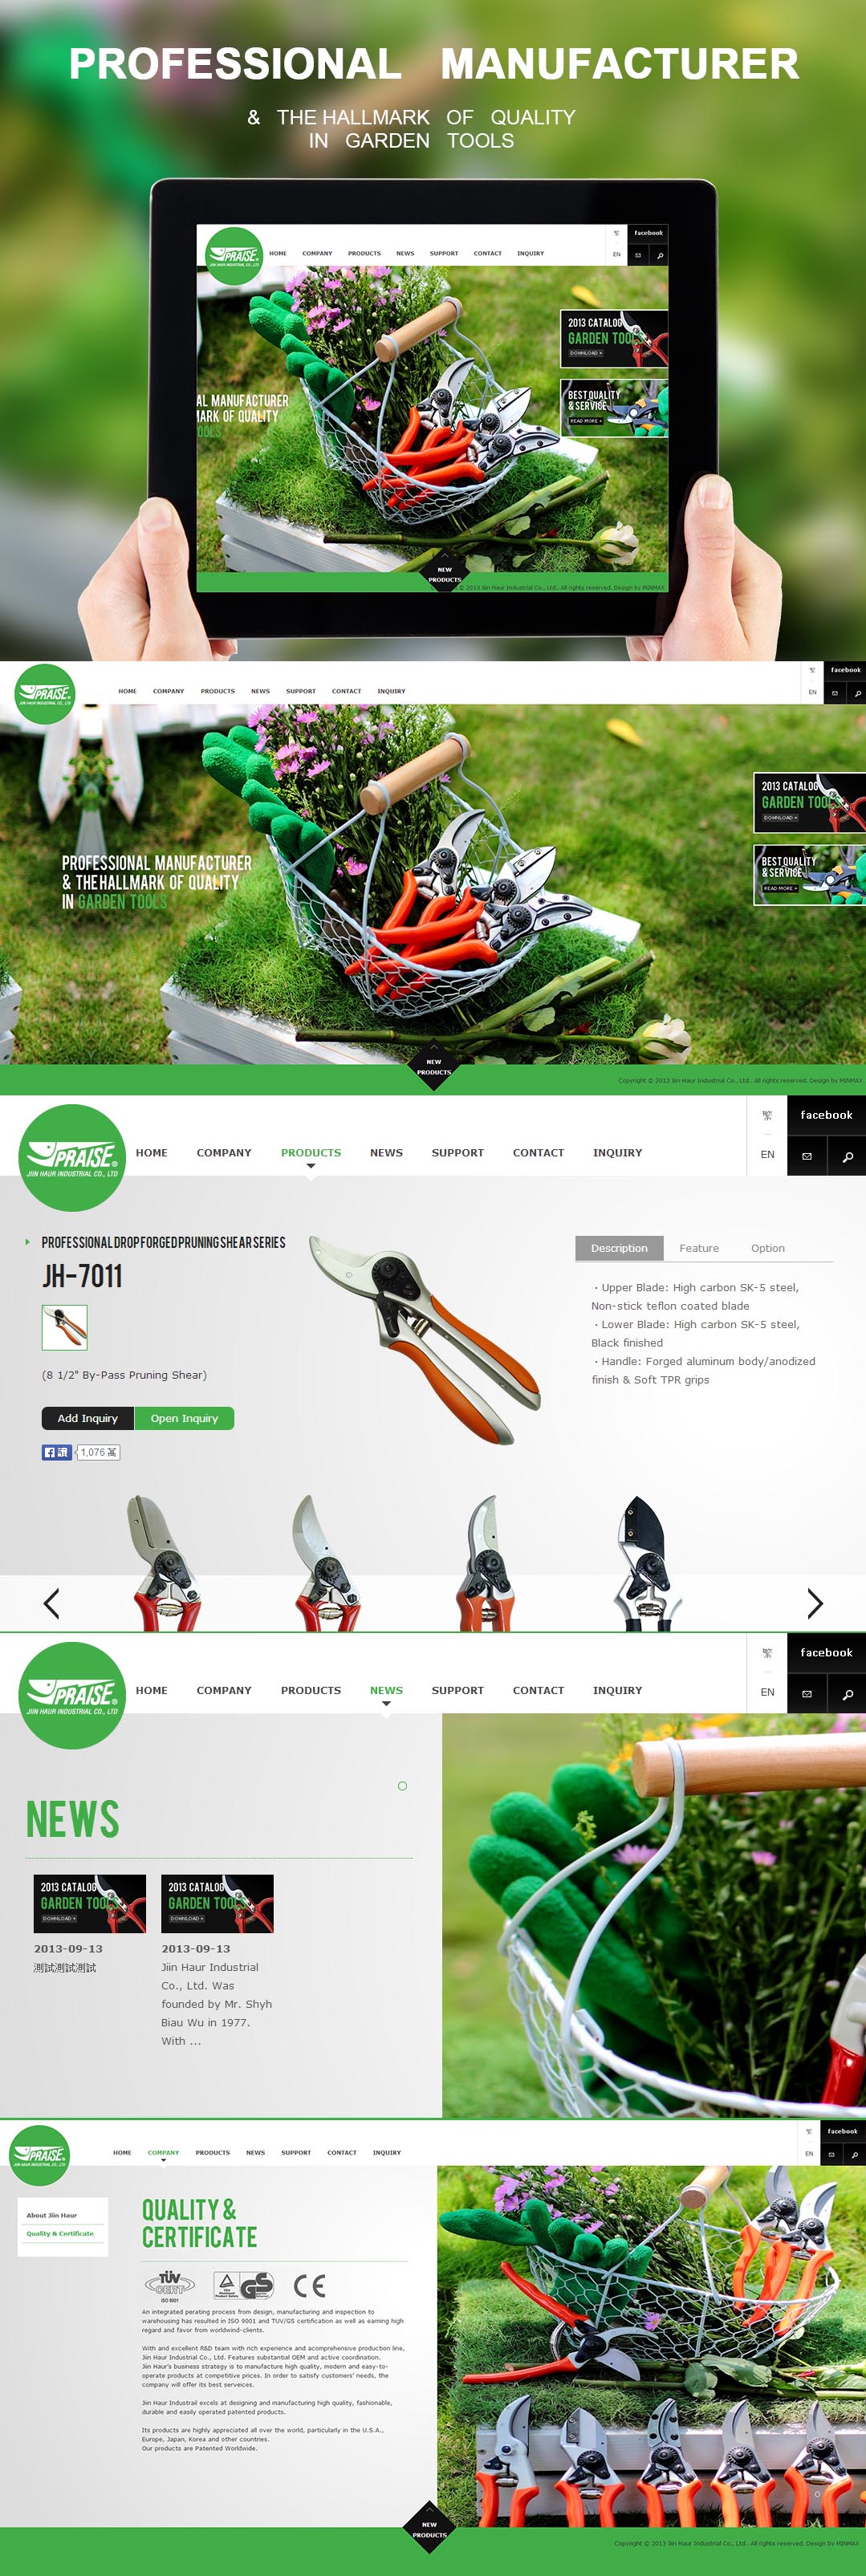 PROFESSIONAL MANUFACTURER
& THE HALLMARK OF QUALITY
IN GARDEN TOOLS
PRAISE®
JIIN HAUR INDUSTRIAL CO., LTD
HOME COMPANY PRODUCTS NEWS SUPPORT CONTACT INQUIRY
繁
EN
facebook
2013 CATALOG
GARDEN TOOLS
DOWNLOAD +
BEST QUALITY
& SERVICE
READ MORE +
AL MANUFACTURER
MARK OF QUALITY
TOOLS
NEW
PRODUCTS
© 2013 Jiin Haur Industrial Co., Ltd.. All rights reserved. Design by MINMAX
PRAISE®
JIIN HAUR INDUSTRIAL CO., LTD
HOME COMPANY PRODUCTS NEWS SUPPORT CONTACT INQUIRY
繁
EN
facebook
2013 CATALOG
GARDEN TOOLS
DOWNLOAD +
BEST QUALITY
& SERVICE
READ MORE +
PROFESSIONAL MANUFACTURER
& THE HALLMARK OF QUALITY
IN GARDEN TOOLS
NEW
PRODUCTS
Copyright © 2013 Jiin Haur Industrial Co., Ltd.. All rights reserved. Design by MINMAX
PRAISE®
JIIN HAUR INDUSTRIAL CO., LTD
HOME COMPANY PRODUCTS NEWS SUPPORT CONTACT INQUIRY
繁
EN
facebook
PROFESSIONAL DROP FORGED PRUNING SHEAR SERIES
JH-7011
(8 1/2" By-Pass Pruning Shear)
Add Inquiry Open Inquiry
讚 1,076 萬
Description Feature Option
・Upper Blade: High carbon SK-5 steel,
Non-stick teflon coated blade
・Lower Blade: High carbon SK-5 steel,
Black finished
・Handle: Forged aluminum body/anodized
finish & Soft TPR grips
PRAISE®
JIIN HAUR INDUSTRIAL CO., LTD
HOME COMPANY PRODUCTS NEWS SUPPORT CONTACT INQUIRY
繁
EN
facebook
NEWS
2013 CATALOG
GARDEN TOOLS
DOWNLOAD +
2013-09-13
測試測試測試
2013 CATALOG
GARDEN TOOLS
DOWNLOAD +
2013-09-13
Jiin Haur Industrial
Co., Ltd. Was
founded by Mr. Shyh
Biau Wu in 1977.
With ...
PRAISE®
JIIN HAUR INDUSTRIAL CO., LTD
HOME COMPANY PRODUCTS NEWS SUPPORT CONTACT INQUIRY
繁
EN
facebook
About Jiin Haur
Quality & Certificate
QUALITY &
CERTIFICATE
TÜV
CERT
ISO 9001
TÜV
GS
CE
An integrated perating process from design, manufacturing and inspection to
warehousing has resulted in ISO 9001 and TUV/GS certification as well as earning high
regard and favor from worldwind-clients.
With and excellent R&D team with rich experience and acomprehensive production line,
Jiin Haur Industrial Co., Ltd. Features substantial OEM and active coordination.
Jiin Haur's business strategy is to manufacture high quality, modern and easy-to-
operate products at competitive prices. In order to satisfy customers' needs, the
company will offer its best serveices.
Jiin Haur Industrail excels at designing and manufacturing high quality, fashionable,
durable and easily operated patented products.
Its products are highly appreciated all over the world, particularly in the U.S.A.,
Europe, Japan, Korea and other countries.
Our products are Patented Worldwide.
NEW
PRODUCTS
Copyright © 2013 Jiin Haur Industrial Co., Ltd.. All rights reserved. Design by MINMAX